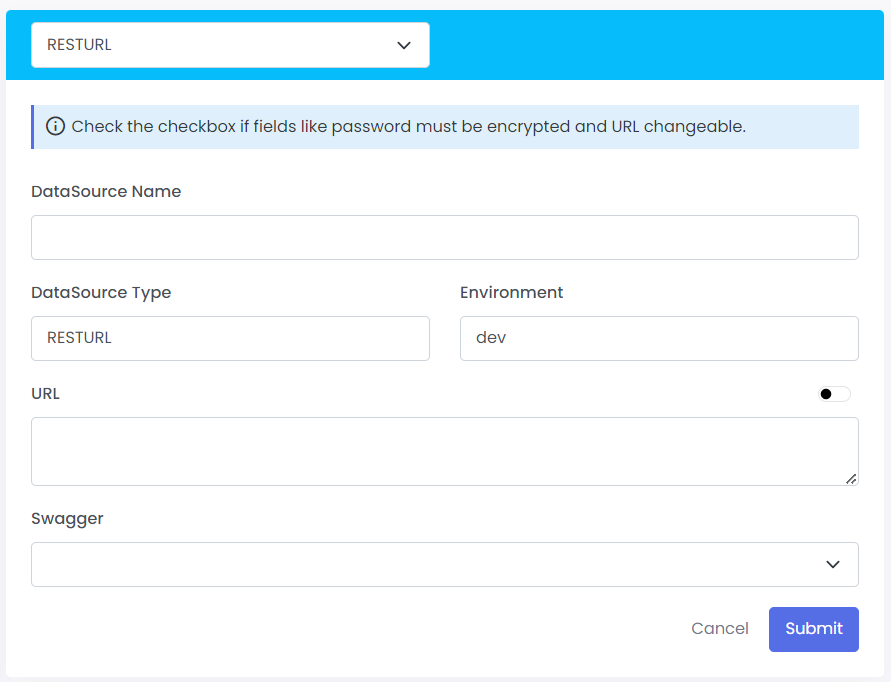 RESTURL
Check the checkbox if fields like password must be encrypted and URL changeable.
DataSource Name
DataSource Type
Environment
RESTURL
dev
URL
Swagger
Cancel
Submit